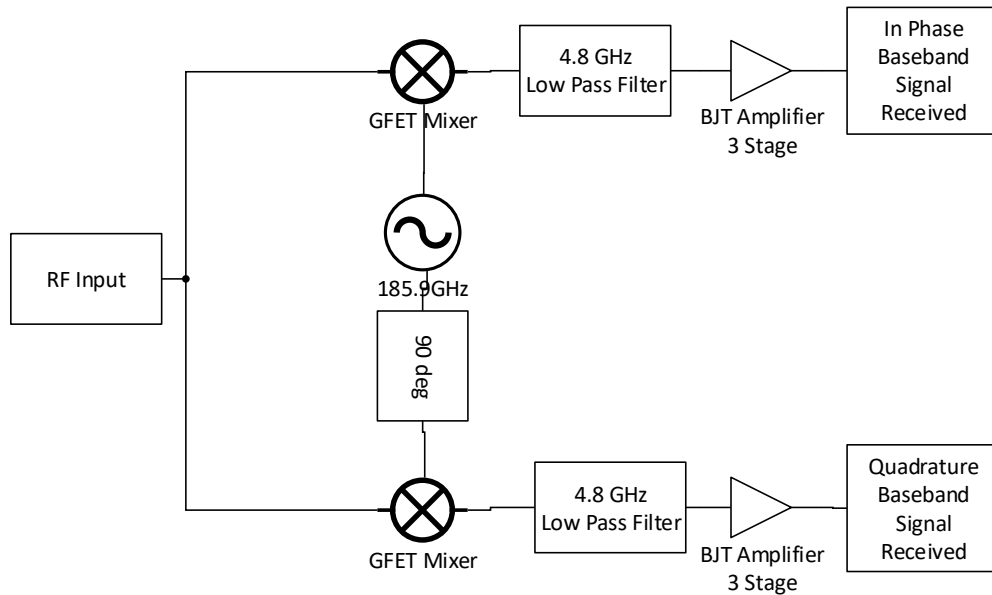 4.8 GHz
Low Pass Filter
In Phase
Baseband
Signal
Received
GFET Mixer
BJT Amplifier
3 Stage
RF Input
185.9GHz
90 deg
4.8 GHz
Low Pass Filter
Quadrature
Baseband
Signal
Received
GFET Mixer
BJT Amplifier
3 Stage